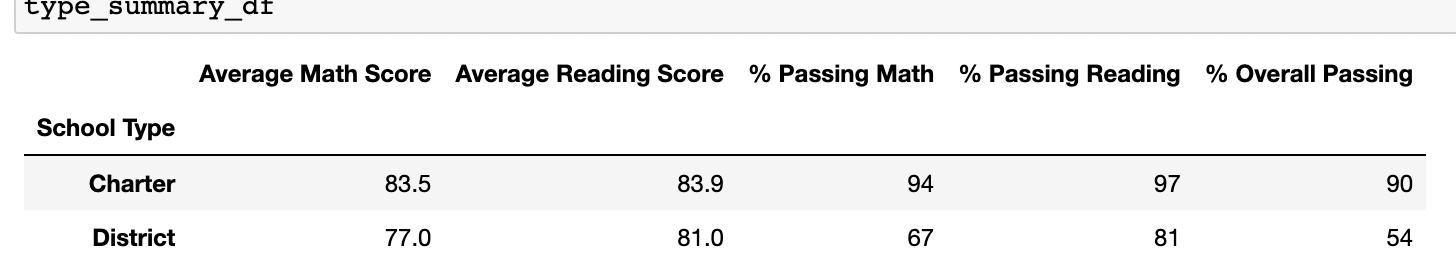 type_summary_df
Average Math Score Average Reading Score % Passing Math % Passing Reading % Overall Passing
School Type
Charter 83.5 83.9 94 97 90
District 77.0 81.0 67 81 54